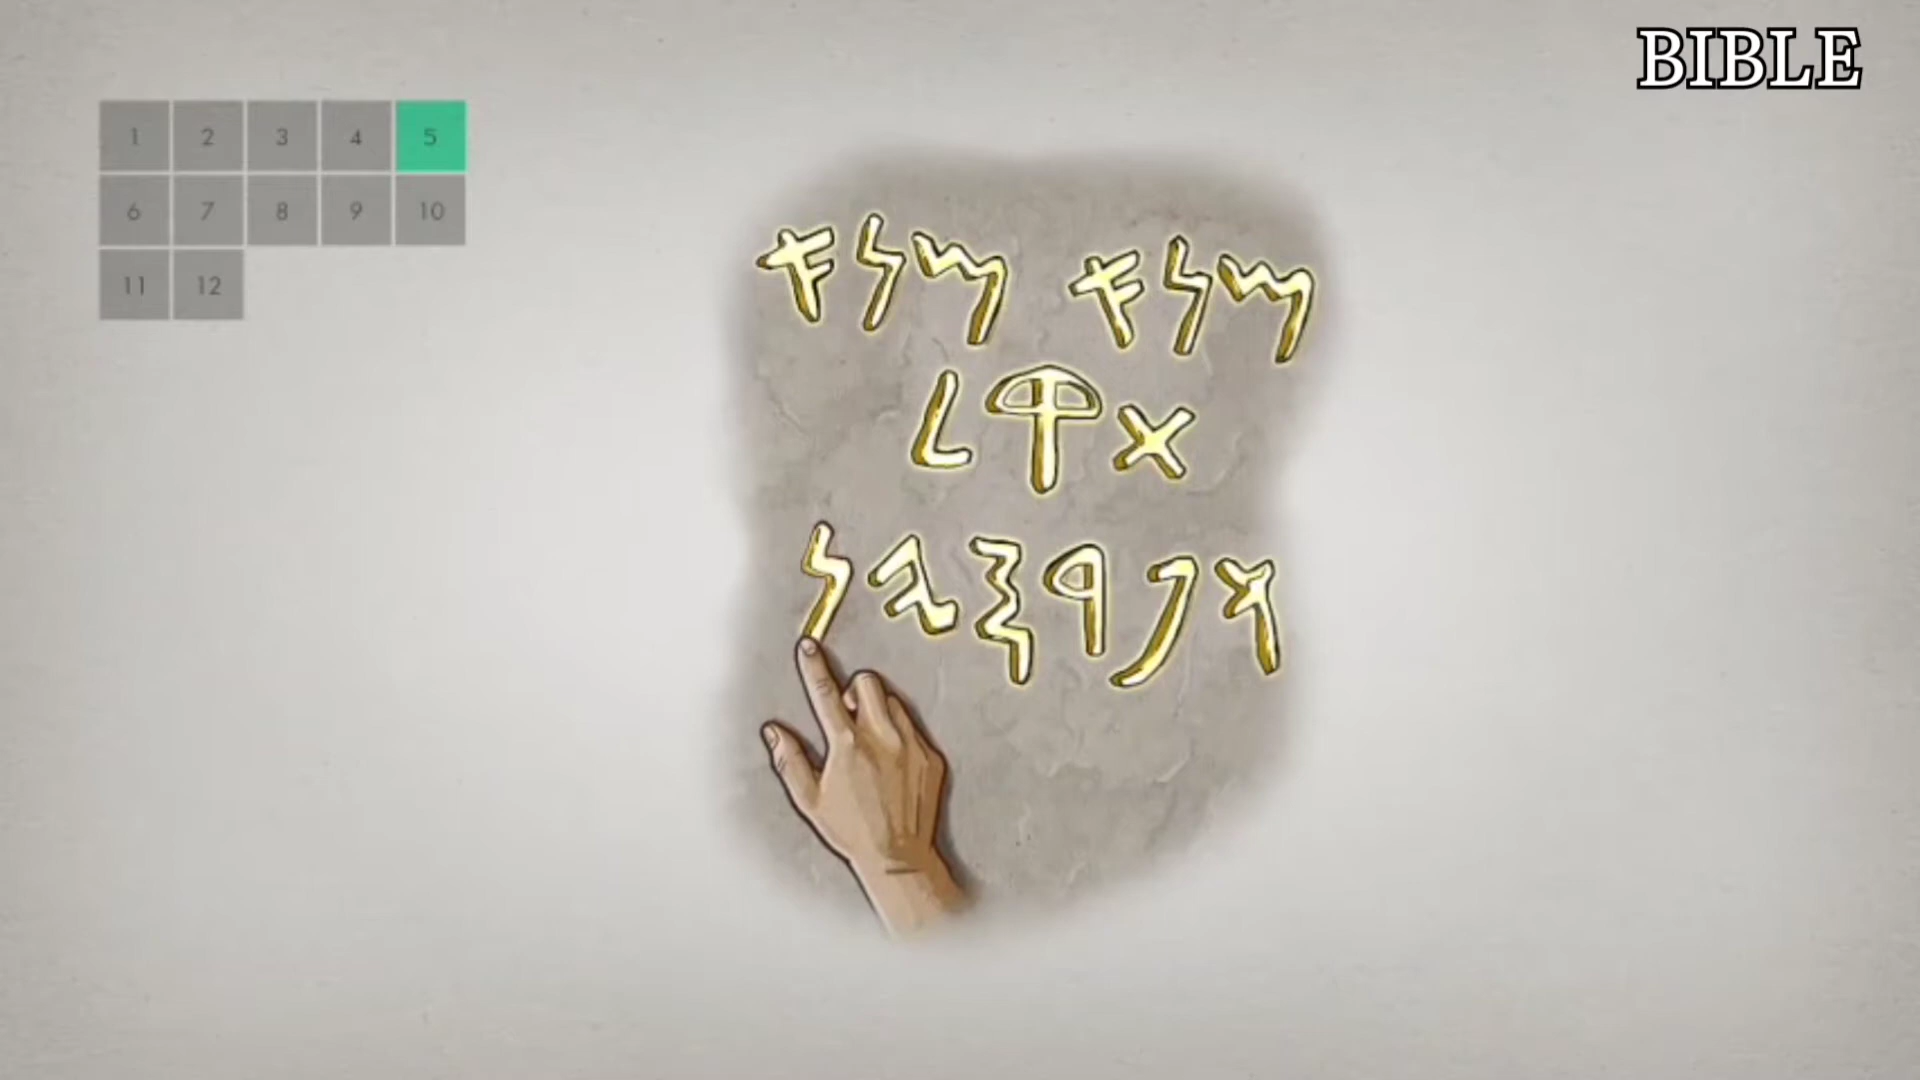 BIBLE
1 2 3 4 5
6 7 8 9 10
11 12
𐤌𐤍𐤀 𐤌𐤍𐤀
𐤕𐤒𐤋
𐤅𐤐𐤓𐤎𐤉𐤍